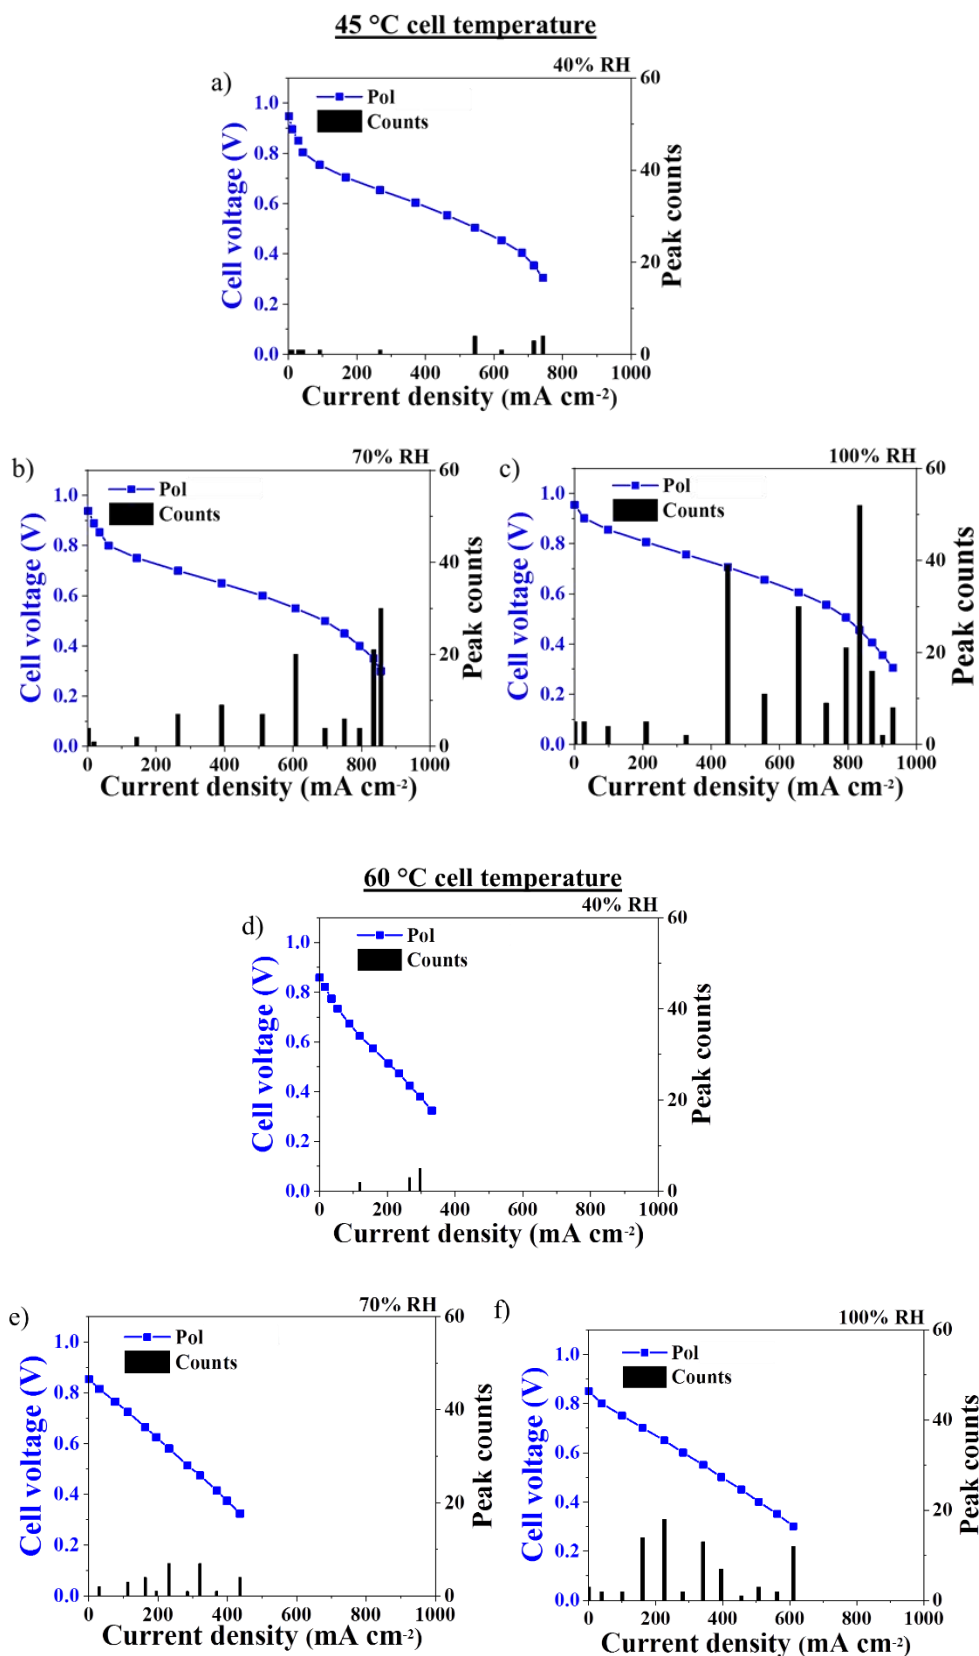 45 °C cell temperature
a)
40% RH
Pol
Counts
Cell voltage (V)
1.0
0.8
0.6
0.4
0.2
0.0
60
40
20
0
Peak counts
0 200 400 600 800 1000
Current density (mA cm-2)
b)
70% RH
Pol
Counts
Cell voltage (V)
1.0
0.8
0.6
0.4
0.2
0.0
60
40
20
0
Peak counts
0 200 400 600 800 1000
Current density (mA cm-2)
c)
100% RH
Pol
Counts
Cell voltage (V)
1.0
0.8
0.6
0.4
0.2
0.0
60
40
20
0
Peak counts
0 200 400 600 800 1000
Current density (mA cm-2)
60 °C cell temperature
d)
40% RH
Pol
Counts
Cell voltage (V)
1.0
0.8
0.6
0.4
0.2
0.0
60
40
20
0
Peak counts
0 200 400 600 800 1000
Current density (mA cm-2)
e)
70% RH
Pol
Counts
Cell voltage (V)
1.0
0.8
0.6
0.4
0.2
0.0
60
40
20
0
Peak counts
0 200 400 600 800 1000
Current density (mA cm-2)
f)
100% RH
Pol
Counts
Cell voltage (V)
1.0
0.8
0.6
0.4
0.2
0.0
60
40
20
0
Peak counts
0 200 400 600 800 1000
Current density (mA cm-2)